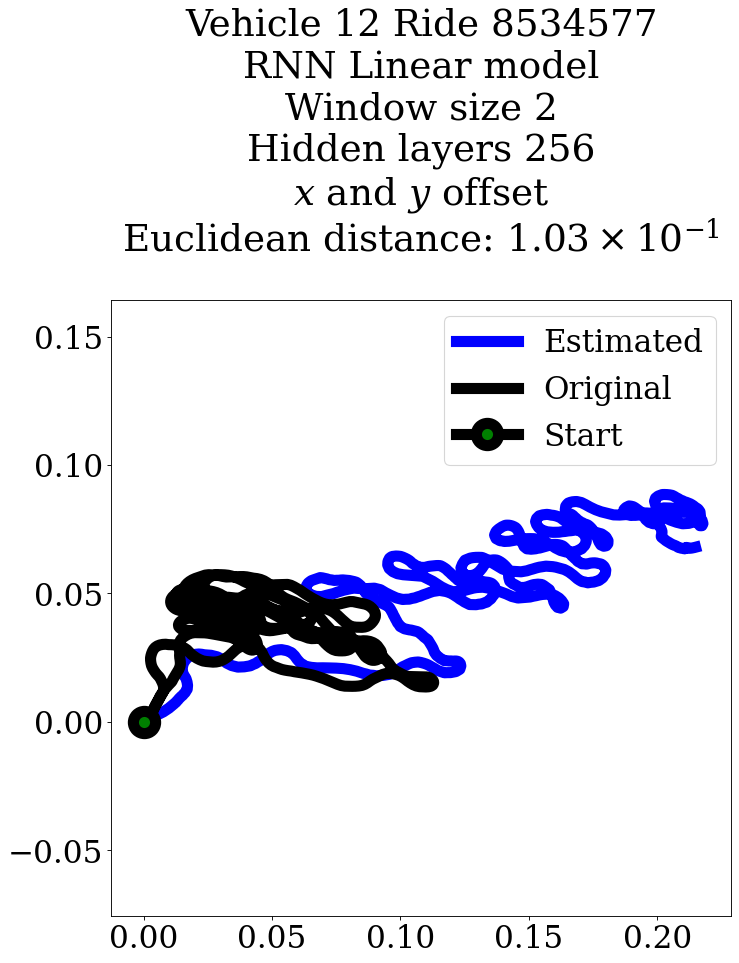 Vehicle 12 Ride 8534577
RNN Linear model
Window size 2
Hidden layers 256
x and y offset
Euclidean distance: 1.03 × 10⁻¹
Estimated
Original
Start
0.15
0.10
0.05
0.00
−0.05
0.00 0.05 0.10 0.15 0.20